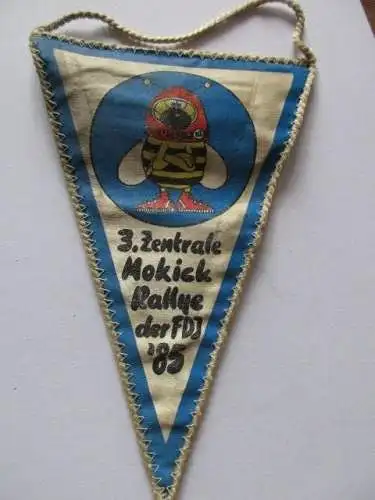 3. Zentrale
Mokick
Rallye
der FDJ
'85